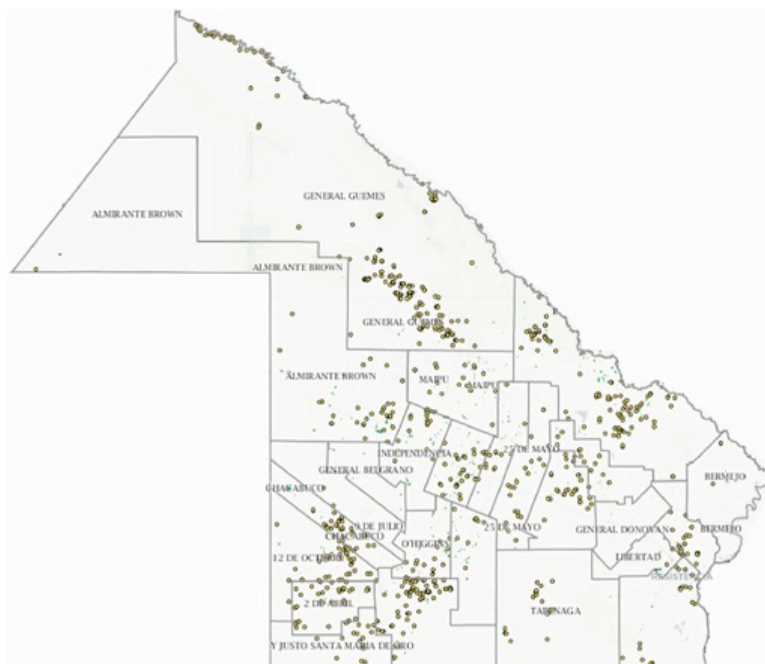 GENERAL GUEMES
ALMIRANTE BROWN
ALMIRANTE BROWN
GENERAL GUEMES
ALMIRANTE BROWN
MAIPU
MAIPU
25 DE MAYO
INDEPENDENCIA
GENERAL BELGRANO
BERMEJO
CHACABUCO
9 DE JULIO
25 DE MAYO
GENERAL DONOVAN
BERMEJO
CHACABUCO
O'HIGGINS
12 DE OCTUBRE
LIBERTAD
RESISTENCIA
2 DE ABRIL
TAPENAGA
Y JUSTO SANTA MARIA DE ORO